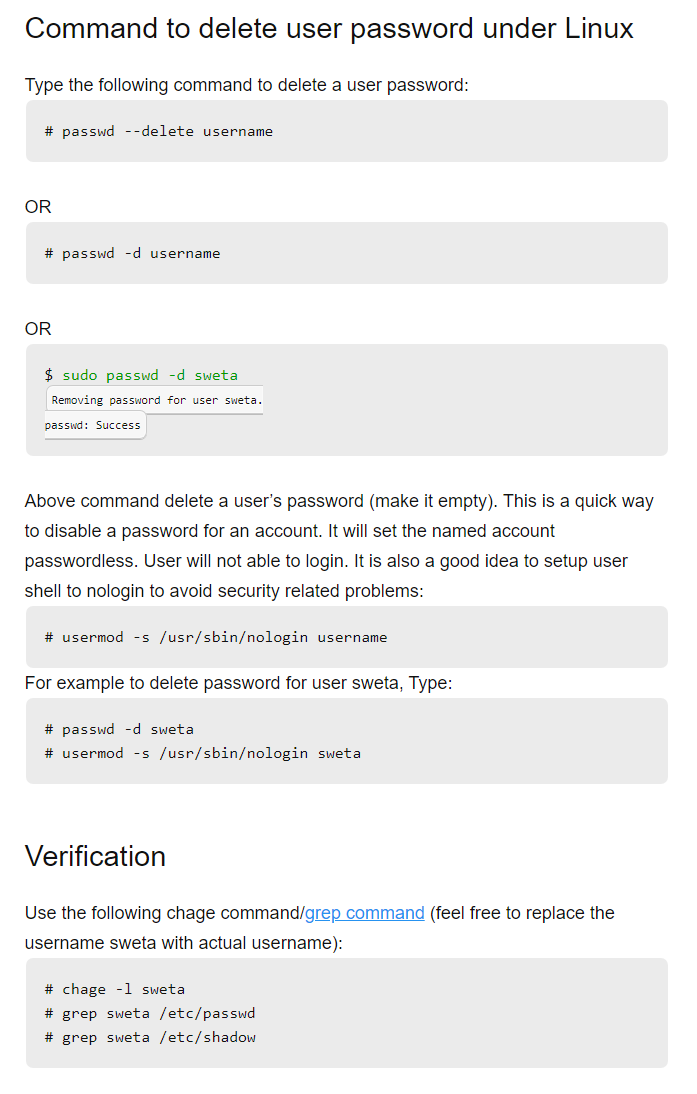 Command to delete user password under Linux
Type the following command to delete a user password:
# passwd --delete username
OR
# passwd -d username
OR
$ sudo passwd -d sweta
Removing password for user sweta.
passwd: Success
Above command delete a user’s password (make it empty). This is a quick way
to disable a password for an account. It will set the named account
passwordless. User will not able to login. It is also a good idea to setup user
shell to nologin to avoid security related problems:
# usermod -s /usr/sbin/nologin username
For example to delete password for user sweta, Type:
# passwd -d sweta
# usermod -s /usr/sbin/nologin sweta
Verification
Use the following chage command/grep command (feel free to replace the
username sweta with actual username):
# chage -l sweta
# grep sweta /etc/passwd
# grep sweta /etc/shadow